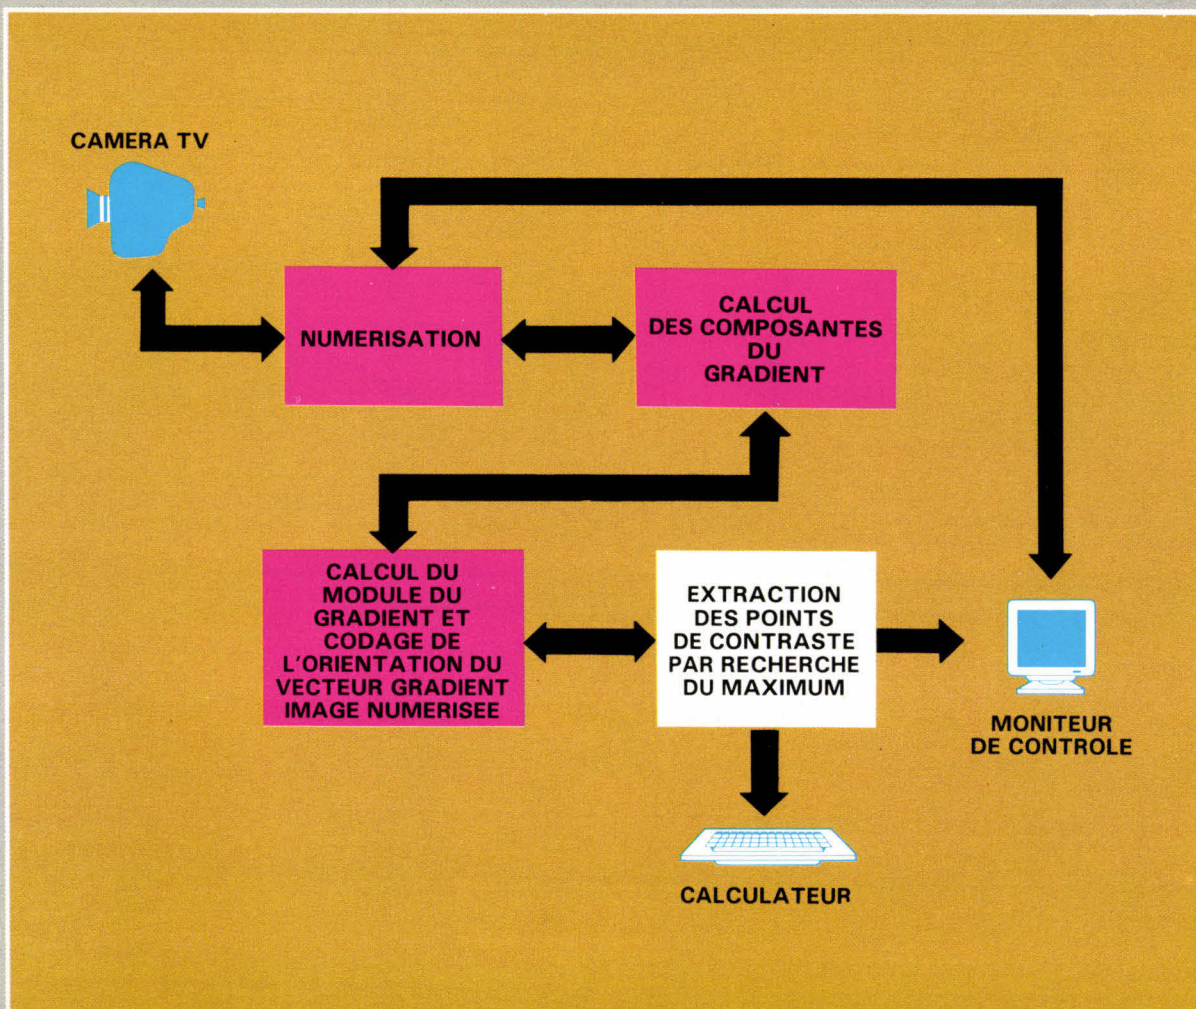 CAMERA TV
NUMERISATION
CALCUL
DES COMPOSANTES
DU
GRADIENT
CALCUL DU
MODULE DU
GRADIENT ET
CODAGE DE
L'ORIENTATION DU
VECTEUR GRADIENT
IMAGE NUMERISEE
EXTRACTION
DES POINTS
DE CONTRASTE
PAR RECHERCHE
DU MAXIMUM
MONITEUR
DE CONTROLE
CALCULATEUR